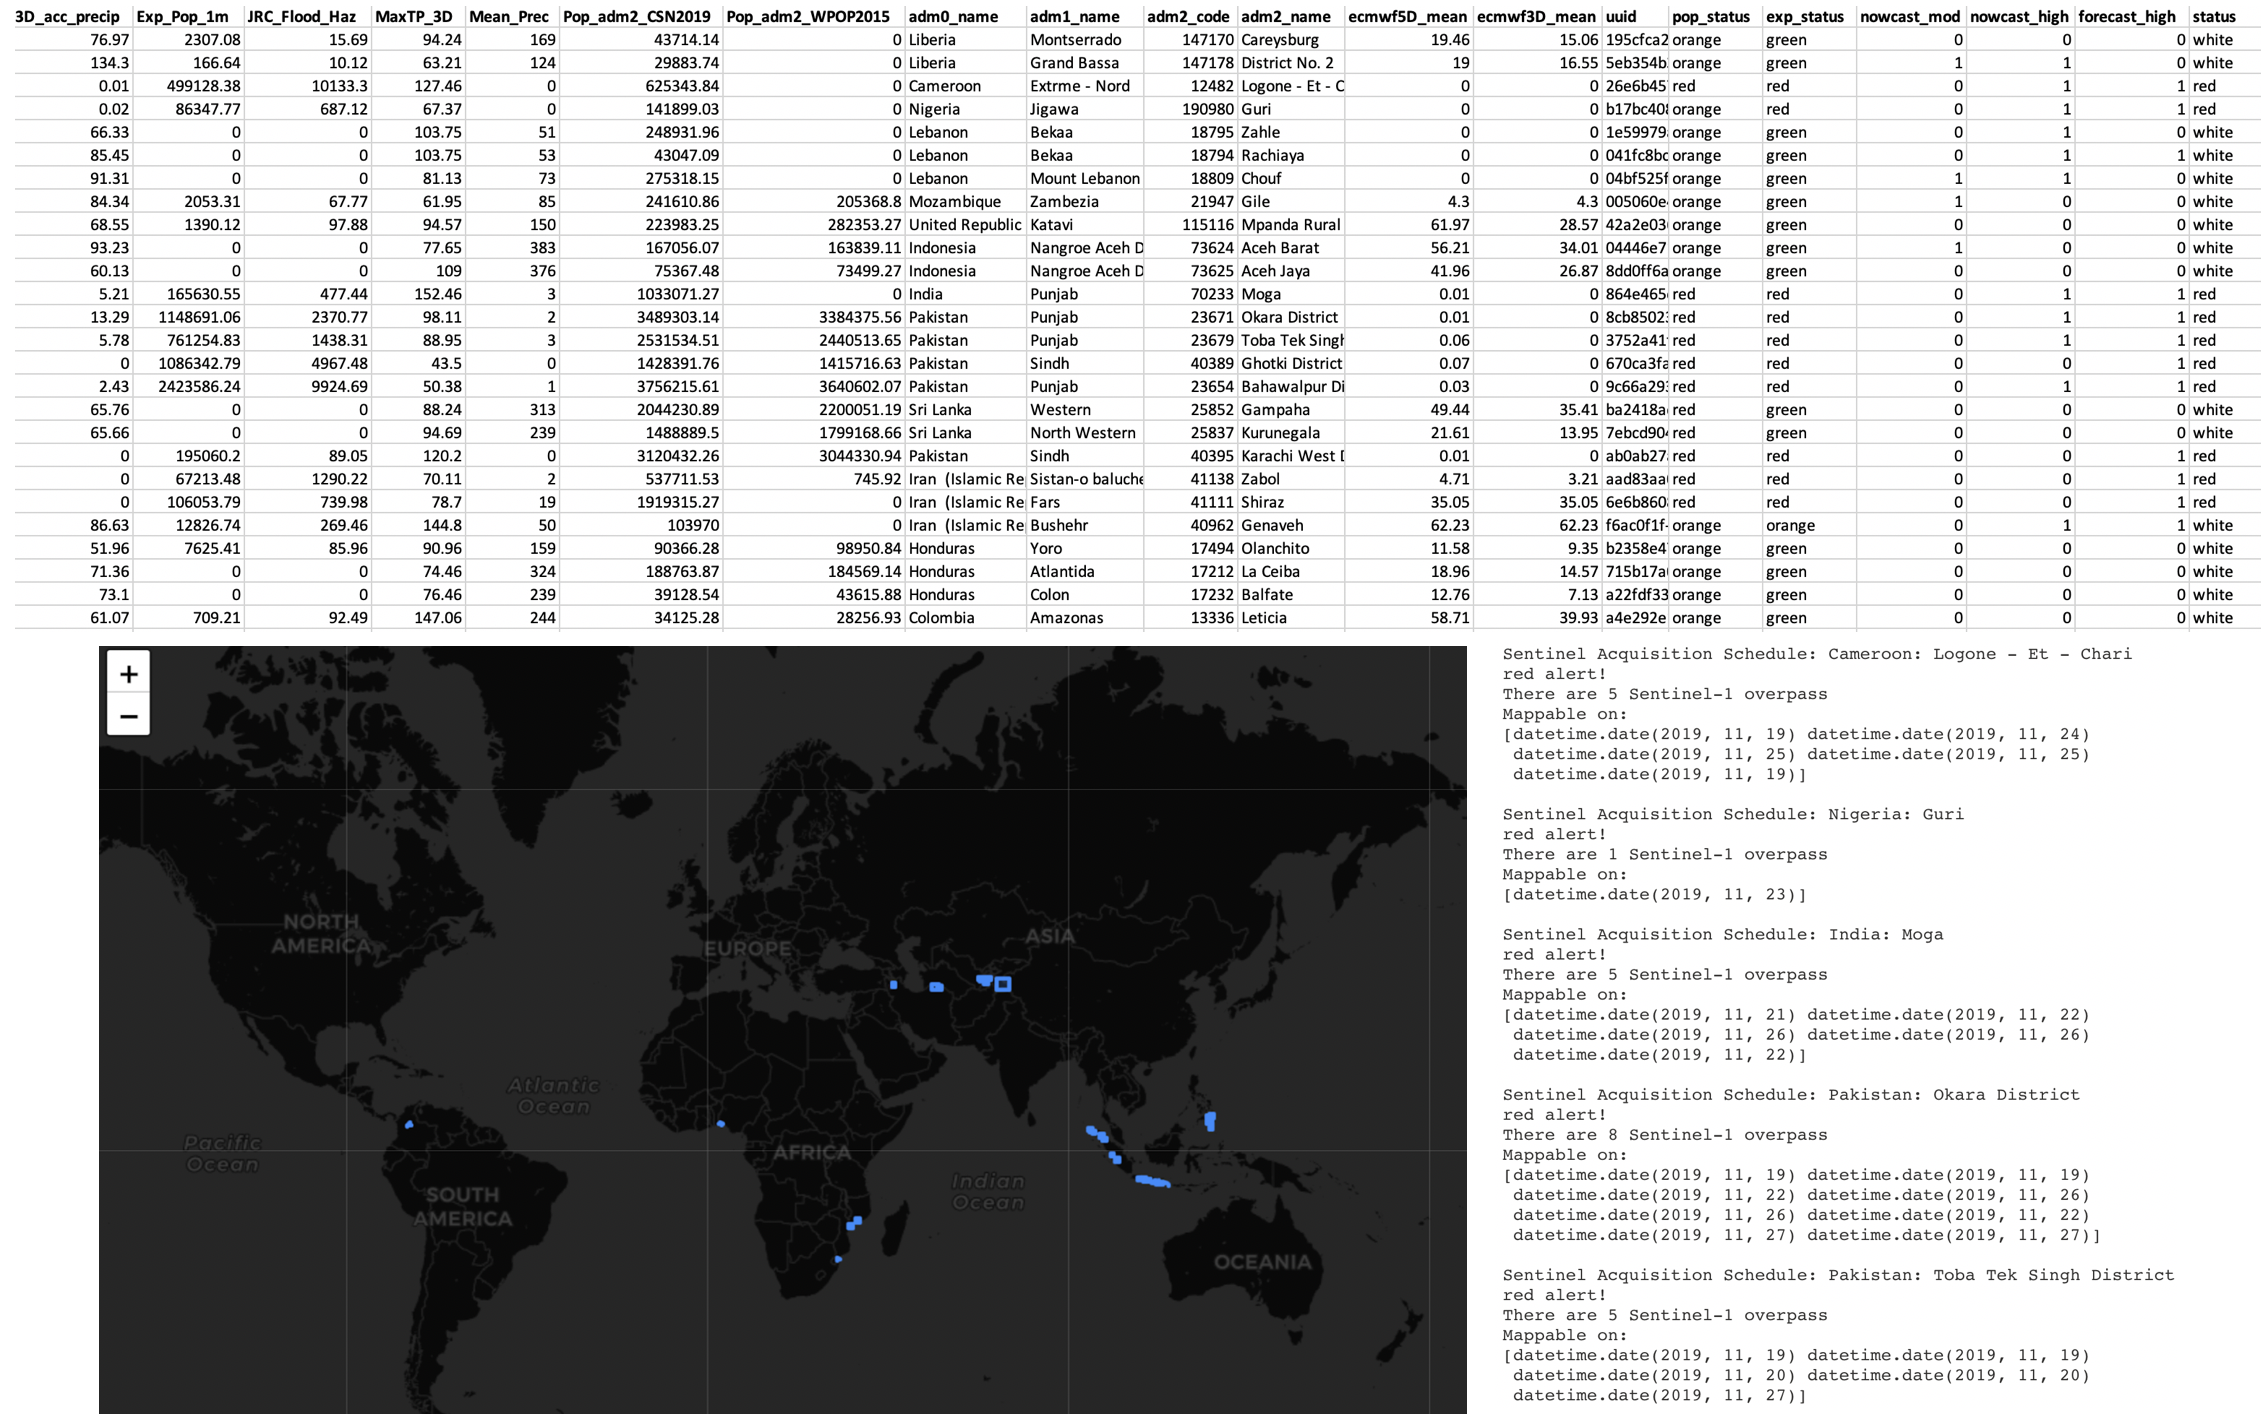 3D_acc_precip Exp_Pop_1m JRC_Flood_Haz MaxTP_3D Mean_Prec Pop_adm2_CSN2019 Pop_adm2_WPOP2015 adm0_name adm1_name adm2_code adm2_name ecmwf5D_mean ecmwf3D_mean uuid pop_status exp_status nowcast_mod nowcast_high forecast_high status
76.97 2307.08 15.69 94.24 169 43714.14 0 Liberia Montserrado 147170 Careysburg 19.46 15.06 195cfca2 orange green 0 0 0 white
134.3 166.64 10.12 63.21 124 29883.74 0 Liberia Grand Bassa 147178 District No. 2 19 16.55 5eb354b orange green 1 1 0 white
0.01 499128.38 10133.3 127.46 0 625343.84 0 Cameroon Extrme - Nord 12482 Logone - Et - C 0 0 26e6b45 red red 0 1 1 red
0.02 86347.77 687.12 67.37 0 141899.03 0 Nigeria Jigawa 190980 Guri 0 0 b17bc40 orange red 0 1 1 red
66.33 0 0 103.75 51 248931.96 0 Lebanon Bekaa 18795 Zahle 0 0 1e59979 orange green 0 1 0 white
85.45 0 0 103.75 53 43047.09 0 Lebanon Bekaa 18794 Rachiaya 0 0 041fc8bc orange green 0 1 1 white
91.31 0 0 81.13 73 275318.15 0 Lebanon Mount Lebanon 18809 Chouf 0 0 04bf525f orange green 1 1 0 white
84.34 2053.31 67.77 61.95 85 241610.86 205368.8 Mozambique Zambezia 21947 Gile 4.3 4.3 005060e orange green 1 0 0 white
68.55 1390.12 97.88 94.57 150 223983.25 282353.27 United Republic Katavi 115116 Mpanda Rural 61.97 28.57 42a2e03 orange green 0 0 0 white
93.23 0 0 77.65 383 167056.07 163839.11 Indonesia Nangroe Aceh D 73624 Aceh Barat 56.21 34.01 04446e7 orange green 1 0 0 white
60.13 0 0 109 376 75367.48 73499.27 Indonesia Nangroe Aceh D 73625 Aceh Jaya 41.96 26.87 8dd0ff6a orange green 0 0 0 white
5.21 165630.55 477.44 152.46 3 1033071.27 0 India Punjab 70233 Moga 0.01 0 864e465 red red 0 1 1 red
13.29 1148691.06 2370.77 98.11 2 3489303.14 3384375.56 Pakistan Punjab 23671 Okara District 0.01 0 8cb8502 red red 0 1 1 red
5.78 761254.83 1438.31 88.95 3 2531534.51 2440513.65 Pakistan Punjab 23679 Toba Tek Singh 0.06 0 3752a41 red red 0 1 1 red
0 1086342.79 4967.48 43.5 0 1428391.76 1415716.63 Pakistan Sindh 40389 Ghotki District 0.07 0 670ca3fa red red 0 0 1 red
2.43 2423586.24 9924.69 50.38 1 3756215.61 3640602.07 Pakistan Punjab 23654 Bahawalpur Di 0.03 0 9c66a29 red red 0 1 1 red
65.76 0 0 88.24 313 2044230.89 2200051.19 Sri Lanka Western 25852 Gampaha 49.44 35.41 ba2418a red green 0 0 0 white
65.66 0 0 94.69 239 1488889.5 1799168.66 Sri Lanka North Western 25837 Kurunegala 21.61 13.95 7ebcd90 red green 0 0 0 white
0 195060.2 89.05 120.2 0 3120432.26 3044330.94 Pakistan Sindh 40395 Karachi West 0.01 0 ab0ab27 red red 0 0 1 red
0 67213.48 1290.22 70.11 2 537711.53 745.92 Iran (Islamic Re Sistan-o baluche 41138 Zabol 4.71 3.21 aad83aa red red 0 0 1 red
0 106053.79 739.98 78.7 19 1919315.27 0 Iran (Islamic Re Fars 41111 Shiraz 35.05 35.05 6e6b860 red red 0 0 1 red
86.63 12826.74 269.46 144.8 50 103970 0 Iran (Islamic Re Bushehr 40962 Genaveh 62.23 62.23 f6ac0f1f- orange orange 0 1 1 white
51.96 7625.41 85.96 90.96 159 90366.28 98950.84 Honduras Yoro 17494 Olanchito 11.58 9.35 b2358e4 orange green 0 0 0 white
71.36 0 0 74.46 324 188763.87 184569.14 Honduras Atlantida 17212 La Ceiba 18.96 14.57 715b17a orange green 0 0 0 white
73.1 0 0 76.46 239 39128.54 43615.88 Honduras Colon 17232 Balfate 12.76 7.13 a22fdf33 orange green 0 0 0 white
61.07 709.21 92.49 147.06 244 34125.28 28256.93 Colombia Amazonas 13336 Leticia 58.71 39.93 a4e292e orange green 0 0 0 white
+
−
NORTH
AMERICA
EUROPE
ASIA
Atlantic
Ocean
Pacific
Ocean
AFRICA
Indian
Ocean
SOUTH
AMERICA
OCEANIA
Sentinel Acquisition Schedule: Cameroon: Logone - Et - Chari
red alert!
There are 5 Sentinel-1 overpass
Mappable on:
[datetime.date(2019, 11, 19) datetime.date(2019, 11, 24)
datetime.date(2019, 11, 25) datetime.date(2019, 11, 25)
datetime.date(2019, 11, 19)]
Sentinel Acquisition Schedule: Nigeria: Guri
red alert!
There are 1 Sentinel-1 overpass
Mappable on:
[datetime.date(2019, 11, 23)]
Sentinel Acquisition Schedule: India: Moga
red alert!
There are 5 Sentinel-1 overpass
Mappable on:
[datetime.date(2019, 11, 21) datetime.date(2019, 11, 22)
datetime.date(2019, 11, 26) datetime.date(2019, 11, 26)
datetime.date(2019, 11, 22)]
Sentinel Acquisition Schedule: Pakistan: Okara District
red alert!
There are 8 Sentinel-1 overpass
Mappable on:
[datetime.date(2019, 11, 19) datetime.date(2019, 11, 19)
datetime.date(2019, 11, 22) datetime.date(2019, 11, 26)
datetime.date(2019, 11, 26) datetime.date(2019, 11, 22)
datetime.date(2019, 11, 27) datetime.date(2019, 11, 27)]
Sentinel Acquisition Schedule: Pakistan: Toba Tek Singh District
red alert!
There are 5 Sentinel-1 overpass
Mappable on:
[datetime.date(2019, 11, 19) datetime.date(2019, 11, 19)
datetime.date(2019, 11, 20) datetime.date(2019, 11, 20)
datetime.date(2019, 11, 27)]